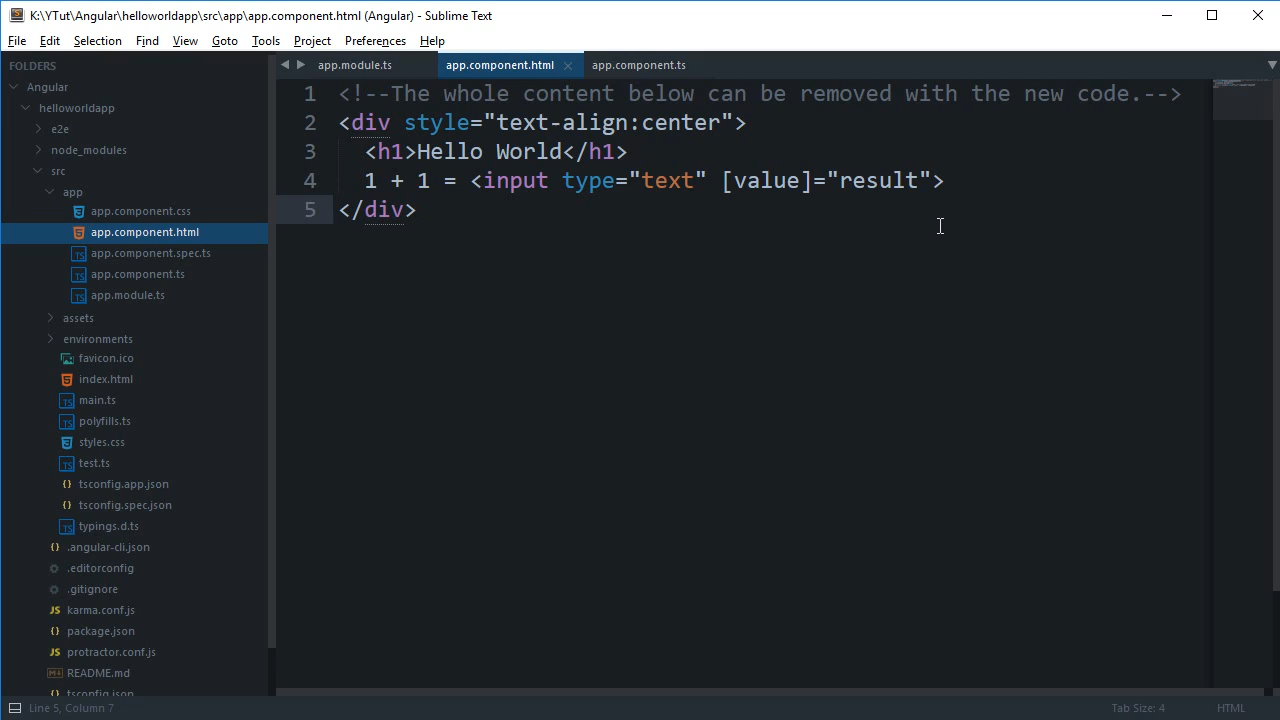 K:\YTut\Angular\helloworldapp\src\app\app.component.html (Angular) - Sublime Text
File Edit Selection Find View Goto Tools Project Preferences Help
FOLDERS
Angular
helloworldapp
e2e
node_modules
src
app
app.component.css
app.component.html
app.component.spec.ts
app.component.ts
app.module.ts
assets
environments
favicon.ico
index.html
main.ts
polyfills.ts
styles.css
test.ts
tsconfig.app.json
tsconfig.spec.json
typings.d.ts
.angular-cli.json
.editorconfig
.gitignore
karma.conf.js
package.json
protractor.conf.js
README.md
tsconfig.json
app.module.ts app.component.html app.component.ts
1 <!--The whole content below can be removed with the new code.-->
2 <div style="text-align:center">
3 <h1>Hello World</h1>
4 1 + 1 = <input type="text" [value]="result">
5 </div>
Line 5, Column 7 Tab Size: 4 HTML